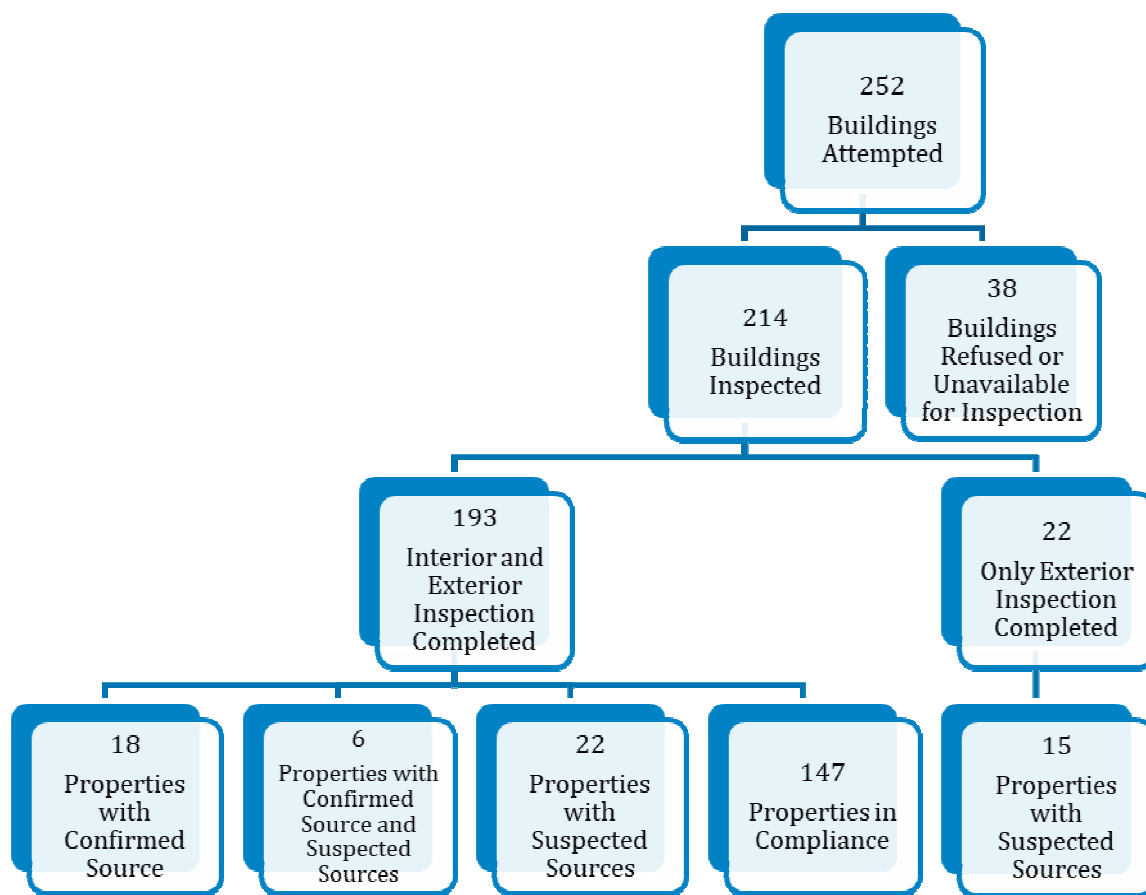 252
Buildings
Attempted
214
Buildings
Inspected
38
Buildings
Refused or
Unavailable
for Inspection
193
Interior and
Exterior
Inspection
Completed
22
Only Exterior
Inspection
Completed
18
Properties
with
Confirmed
Source
6
Properties with
Confirmed
Source and
Suspected
Sources
22
Properties
with
Suspected
Sources
147
Properties in
Compliance
15
Properties
with
Suspected
Sources